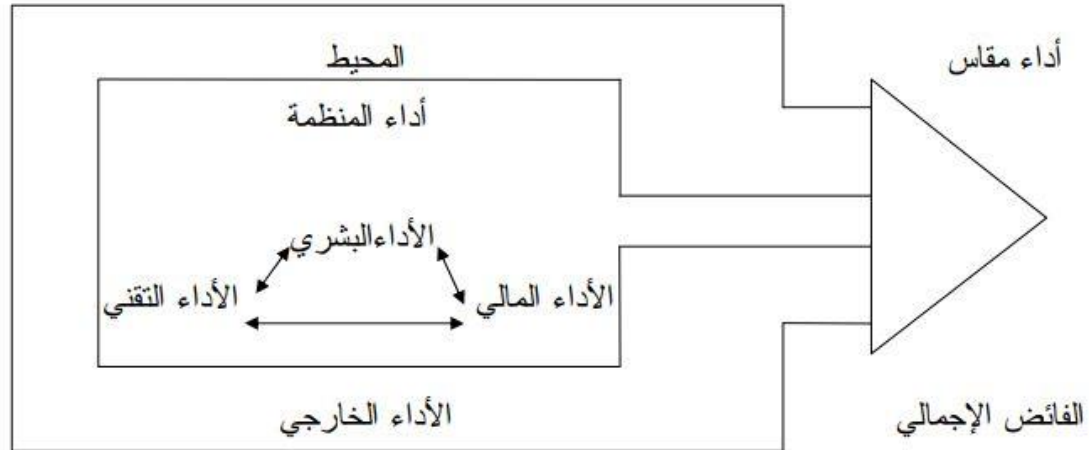 المحيط
أداء مقاس
أداء المنظمة
الأداءالبشري
الأداء المالي
الأداء التقني
الأداء الخارجي
الفائض الإجمالي